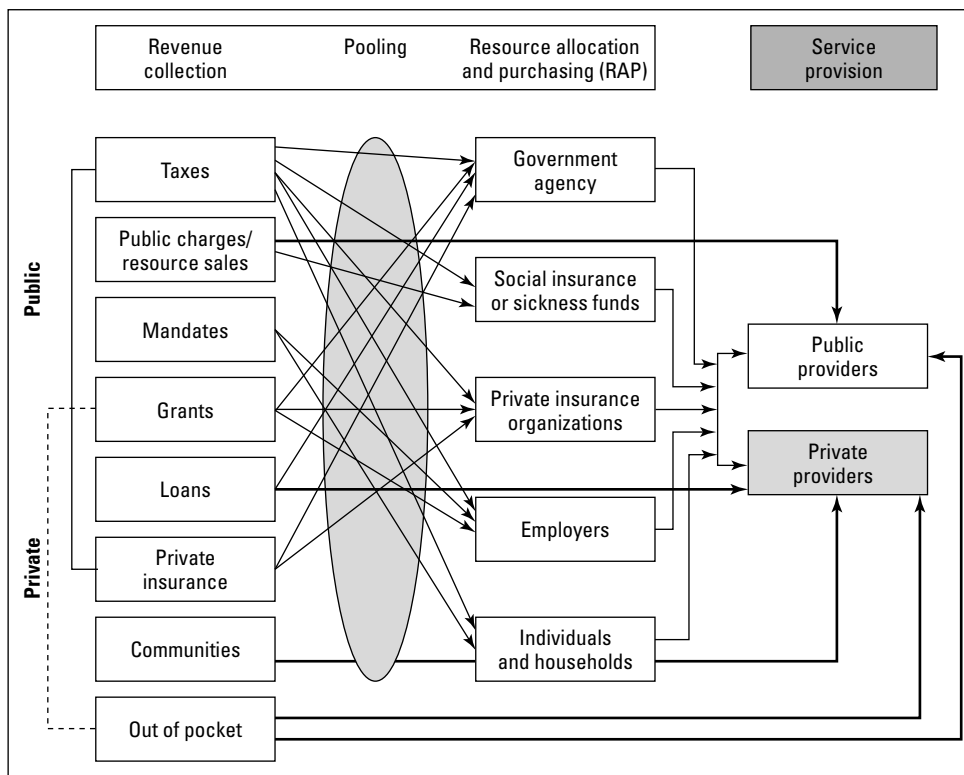 Revenue
collection
Pooling
Resource allocation
and purchasing (RAP)
Service
provision
Public
Private
Taxes
Public charges/
resource sales
Mandates
Grants
Loans
Private
insurance
Communities
Out of pocket
Government
agency
Social insurance
or sickness funds
Private insurance
organizations
Employers
Individuals
and households
Public
providers
Private
providers